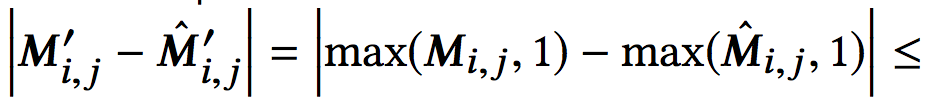 |M′_{i,j} − M̂′_{i,j}| = |max(M_{i,j}, 1) − max(M̂_{i,j}, 1)| ≤